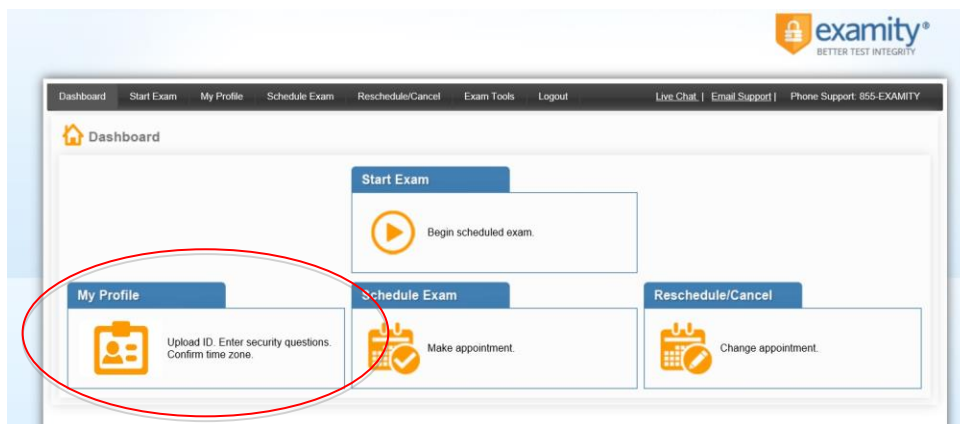 examity®
BETTER TEST INTEGRITY
Dashboard Start Exam My Profile Schedule Exam Reschedule/Cancel Exam Tools Logout Live Chat | Email Support | Phone Support: 855-EXAMITY
Dashboard
Start Exam
Begin scheduled exam.
My Profile
Upload ID. Enter security questions.
Confirm time zone.
Schedule Exam
Make appointment.
Reschedule/Cancel
Change appointment.